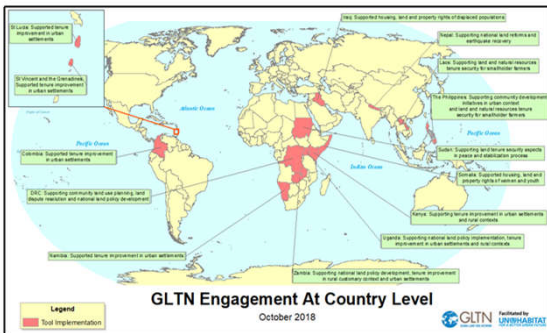 St Lucia: Supported tenure
improvement in urban
settlements
St Vincent and the Grenadines:
Supported tenure improvement
in urban settlements
Iraq: Supported housing, land and property rights of displaced populations
Nepal: Supporting national land reforms and
earthquake recovery
Laos: Supporting land and natural resources
tenure security for smallholder farmers
The Philippines: Supporting community development
initiatives in urban context
and land and natural resources tenure
security for smallholder farmers
Atlantic Ocean
Pacific Ocean
Pacific Ocean
Indian Ocean
Colombia: Supported tenure improvement
in urban settlements
Sudan: Supporting land tenure security aspects
in peace and stabilization process
Somalia: Supported housing, land and
property rights of women and youth
DRC: Supporting community land use planning, land
dispute resolution and national land policy development
Kenya: Supporting tenure improvement in urban settlements
and rural contexts
Uganda: Supporting national land policy implementation, tenure
improvement in urban settlements and rural contexts
Namibia: Supported tenure improvement in urban settlements
Zambia: Supporting national land policy development, tenure improvement
in rural customary context and urban settlements
GLTN Engagement At Country Level
October 2018
Legend
Tool Implementation
GLTN
Facilitated by
UN-HABITAT
FOR A BETTER URBAN FUTURE